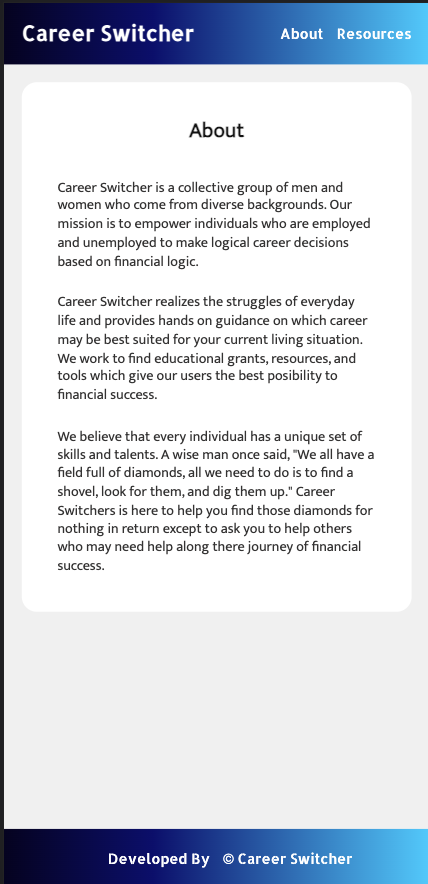 Career Switcher
About Resources
About
Career Switcher is a collective group of men and
women who come from diverse backgrounds. Our
mission is to empower individuals who are employed
and unemployed to make logical career decisions
based on financial logic.
Career Switcher realizes the struggles of everyday
life and provides hands on guidance on which career
may be best suited for your current living situation.
We work to find educational grants, resources, and
tools which give our users the best posibility to
financial success.
We believe that every individual has a unique set of
skills and talents. A wise man once said, "We all have a
field full of diamonds, all we need to do is to find a
shovel, look for them, and dig them up." Career
Switchers is here to help you find those diamonds for
nothing in return except to ask you to help others
who may need help along there journey of financial
success.
Developed By © Career Switcher